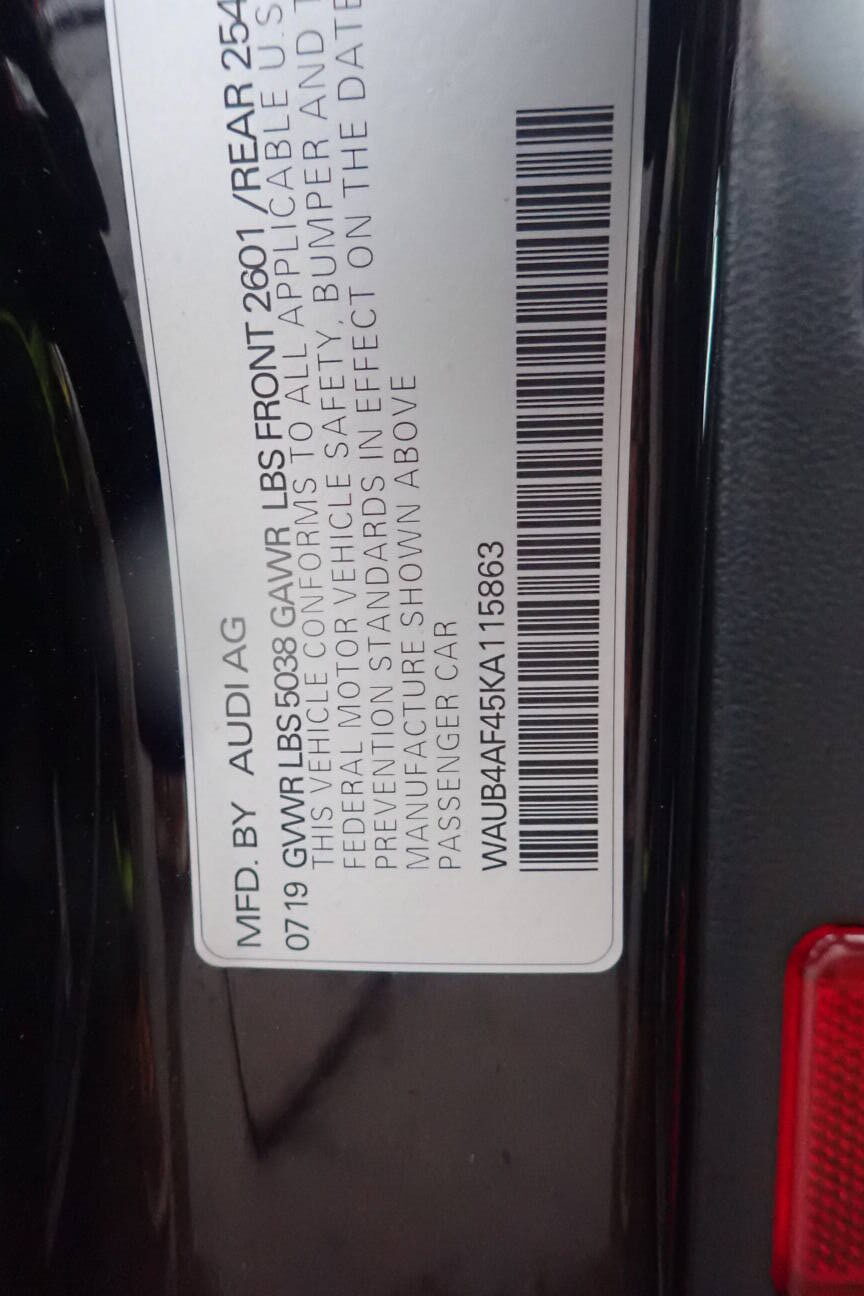 MFD. BY AUDI AG
0719 GVWR LBS 5038 GAWR LBS FRONT 2601 /REAR 254
THIS VEHICLE CONFORMS TO ALL APPLICABLE U.S
FEDERAL MOTOR VEHICLE SAFETY, BUMPER AND
PREVENTION STANDARDS IN EFFECT ON THE DATE
MANUFACTURE SHOWN ABOVE
PASSENGER CAR
WAUB4AF45KA115863